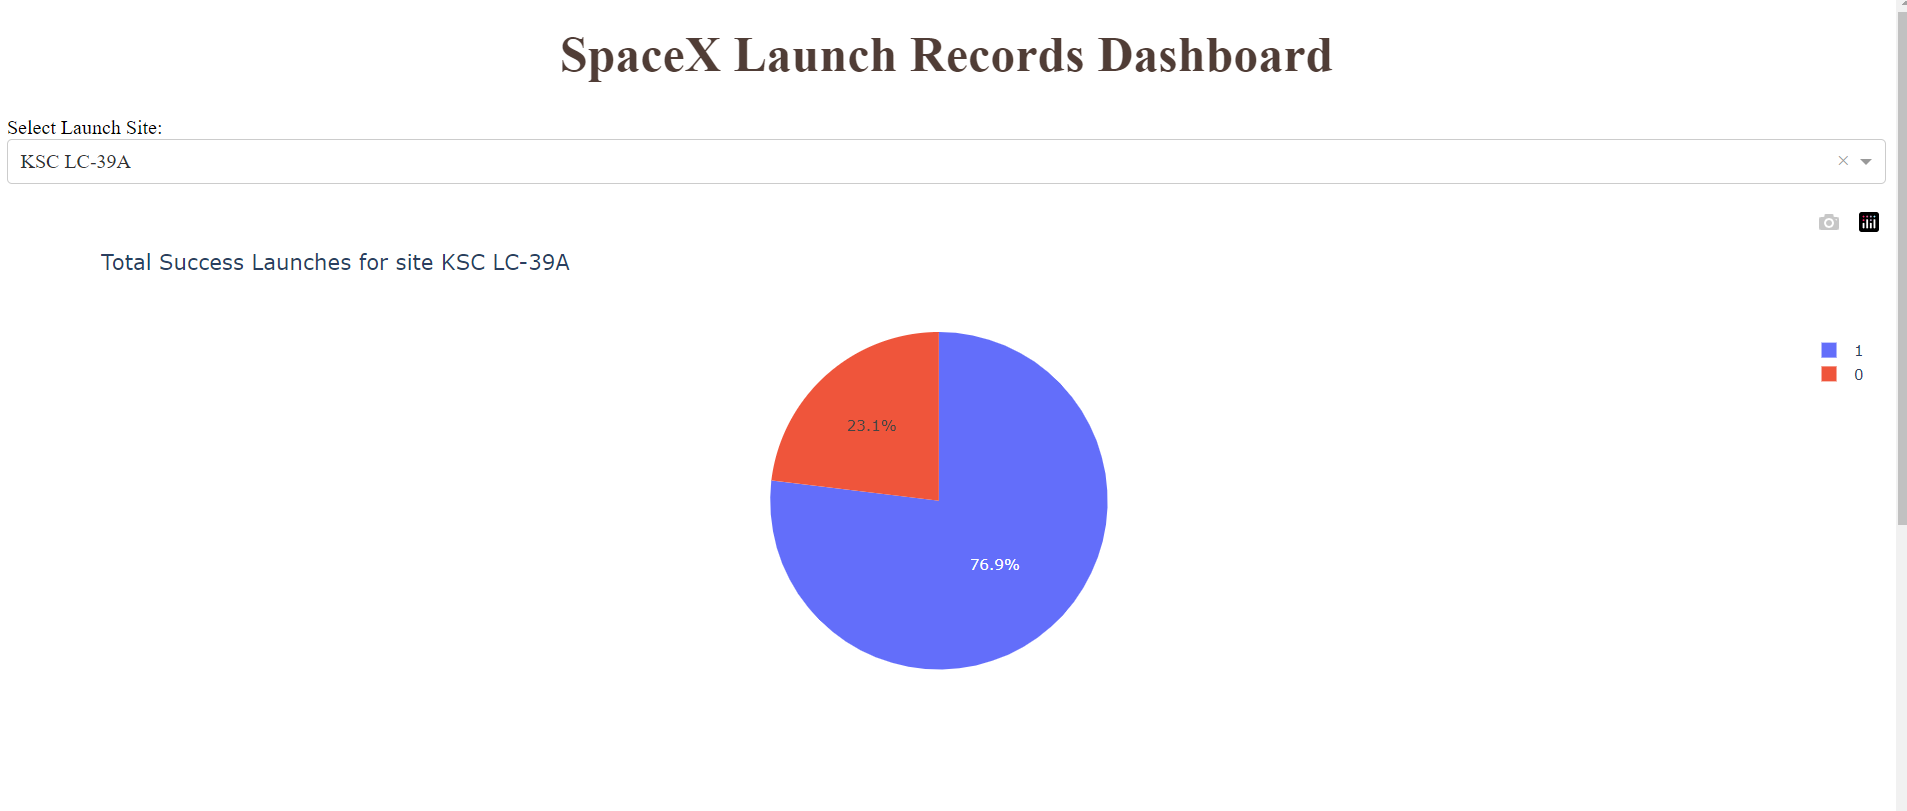 SpaceX Launch Records Dashboard
Select Launch Site:
KSC LC-39A
Total Success Launches for site KSC LC-39A
1
0
23.1%
76.9%